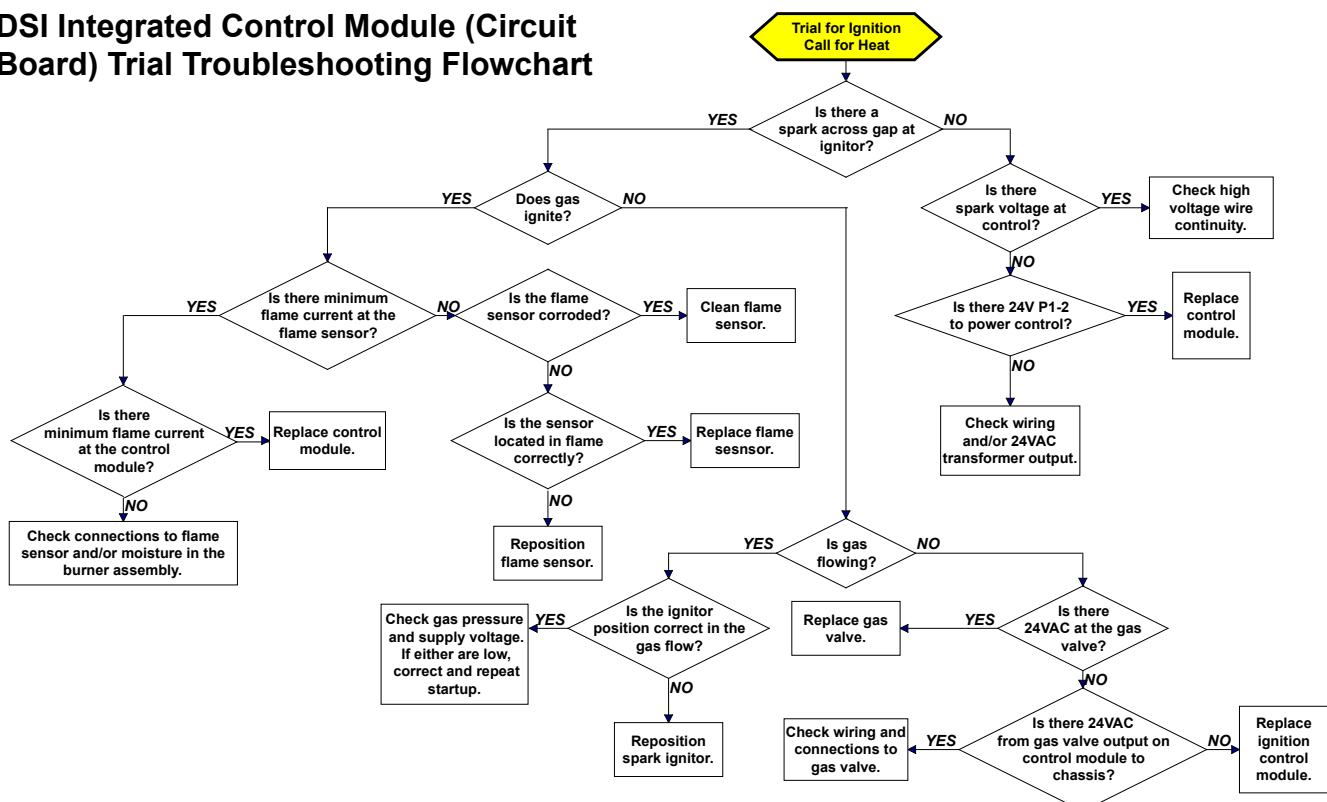 DSI Integrated Control Module (Circuit
Board) Trial Troubleshooting Flowchart
Trial for Ignition
Call for Heat
Is there a
spark across gap at
ignitor?
YES
NO
Does gas
ignite?
YES
NO
Is there
spark voltage at
control?
YES
Check high
voltage wire
continuity.
NO
Is there minimum
flame current at the
flame sensor?
YES
NO
Is the flame
sensor corroded?
YES
Clean flame
sensor.
NO
Is there 24V P1-2
to power control?
YES
Replace
control
module.
NO
Check wiring
and/or 24VAC
transformer output.
Is there
minimum flame current
at the control
module?
YES
Replace control
module.
NO
Check connections to flame
sensor and/or moisture in the
burner assembly.
Is the sensor
located in flame
correctly?
YES
Replace flame
sesnsor.
NO
Reposition
flame sensor.
Is gas
flowing?
YES
NO
Is the ignitor
position correct in the
gas flow?
YES
Check gas pressure
and supply voltage.
If either are low,
correct and repeat
startup.
NO
Reposition
spark ignitor.
Is there
24VAC at the gas
valve?
YES
Replace gas
valve.
NO
Is there 24VAC
from gas valve output on
control module to
chassis?
YES
Check wiring and
connections to
gas valve.
NO
Replace
ignition
control
module.